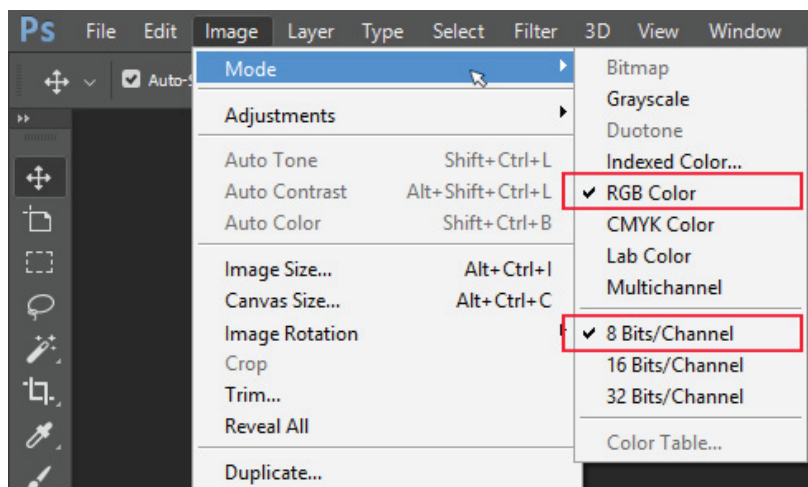 Ps File Edit Image Layer Type Select Filter 3D View Window
Auto-S
Mode
Adjustments
Auto Tone Shift+Ctrl+L
Auto Contrast Alt+Shift+Ctrl+L
Auto Color Shift+Ctrl+B
Image Size... Alt+Ctrl+I
Canvas Size... Alt+Ctrl+C
Image Rotation
Crop
Trim...
Reveal All
Duplicate...
Bitmap
Grayscale
Duotone
Indexed Color...
RGB Color
CMYK Color
Lab Color
Multichannel
8 Bits/Channel
16 Bits/Channel
32 Bits/Channel
Color Table...